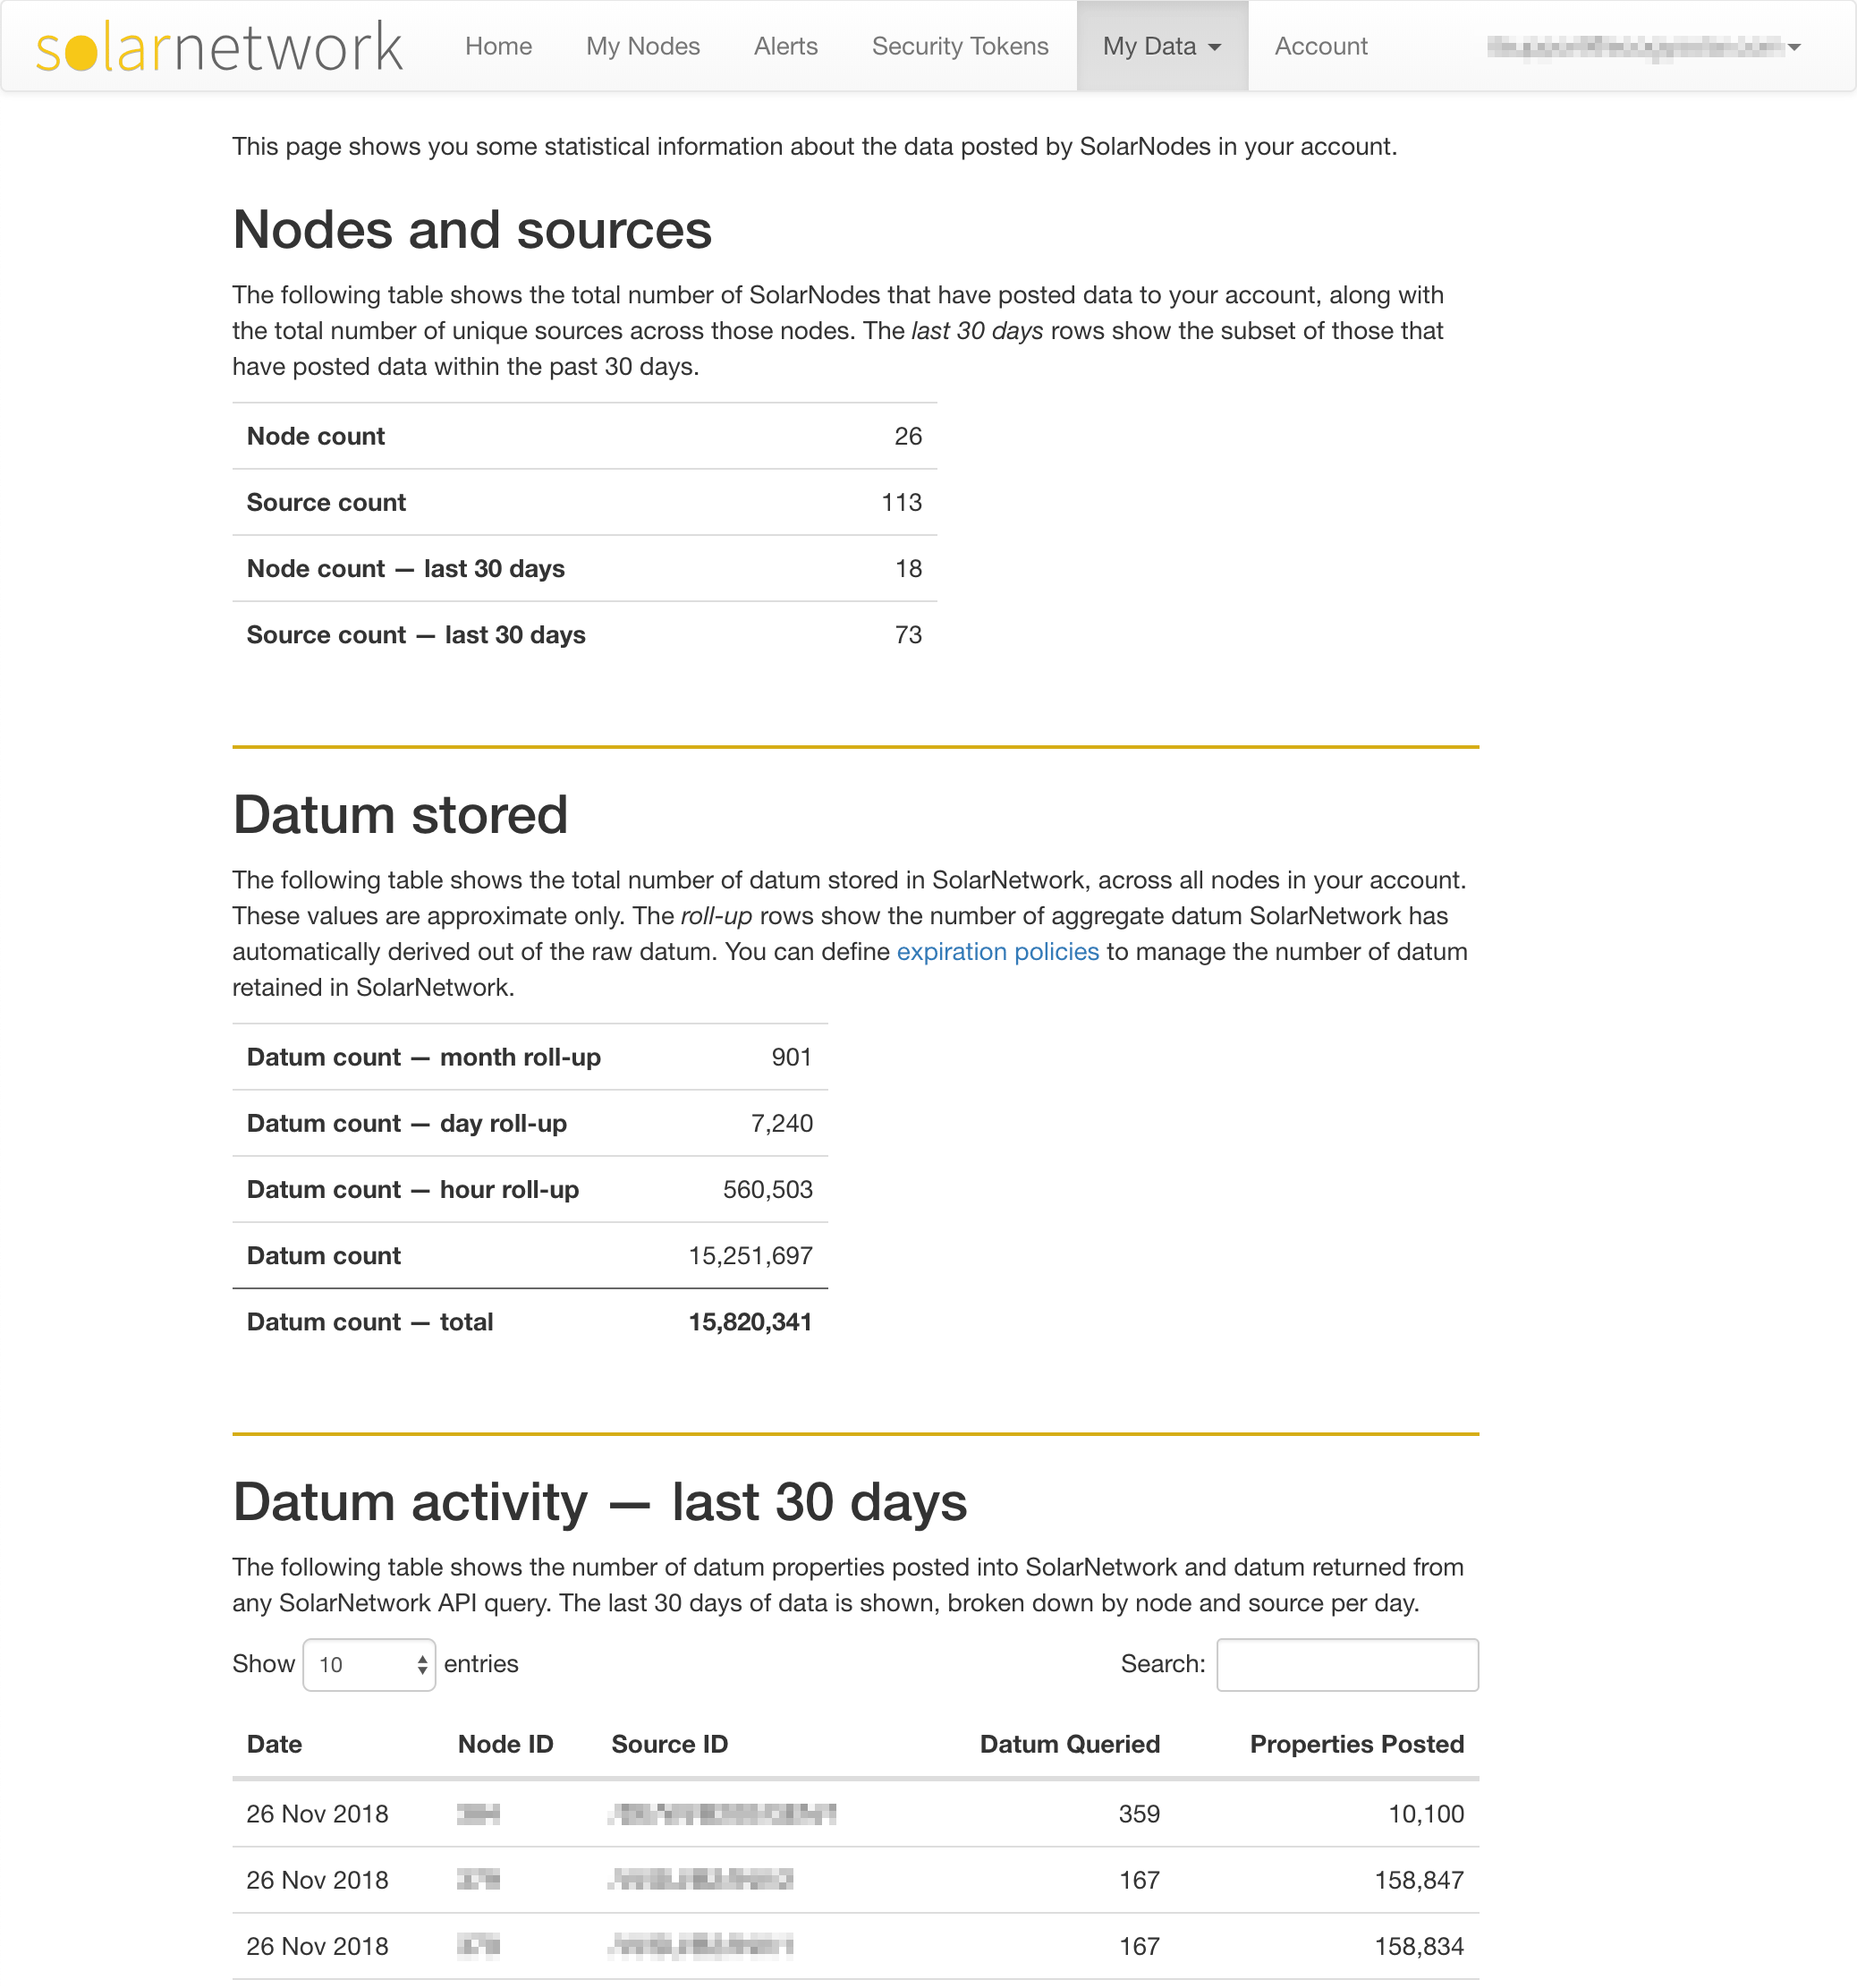 solarnetwork Home My Nodes Alerts Security Tokens My Data Account
This page shows you some statistical information about the data posted by SolarNodes in your account.
Nodes and sources
The following table shows the total number of SolarNodes that have posted data to your account, along with
the total number of unique sources across those nodes. The last 30 days rows show the subset of those that
have posted data within the past 30 days.
Node count 26
Source count 113
Node count — last 30 days 18
Source count — last 30 days 73
Datum stored
The following table shows the total number of datum stored in SolarNetwork, across all nodes in your account.
These values are approximate only. The roll-up rows show the number of aggregate datum SolarNetwork has
automatically derived out of the raw datum. You can define expiration policies to manage the number of datum
retained in SolarNetwork.
Datum count — month roll-up 901
Datum count — day roll-up 7,240
Datum count — hour roll-up 560,503
Datum count 15,251,697
Datum count — total 15,820,341
Datum activity — last 30 days
The following table shows the number of datum properties posted into SolarNetwork and datum returned from
any SolarNetwork API query. The last 30 days of data is shown, broken down by node and source per day.
Show 10 entries Search:
Date Node ID Source ID Datum Queried Properties Posted
26 Nov 2018 359 10,100
26 Nov 2018 167 158,847
26 Nov 2018 167 158,834